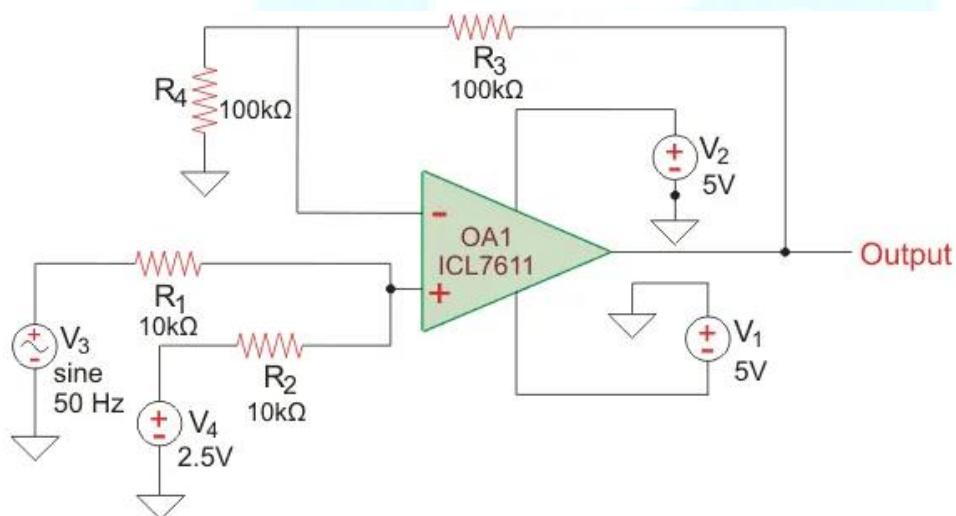 R3
100kΩ
R4
100kΩ
V2
5V
-
OA1
ICL7611
+
Output
R1
10kΩ
V3
sine
50 Hz
R2
10kΩ
V4
2.5V
V1
5V